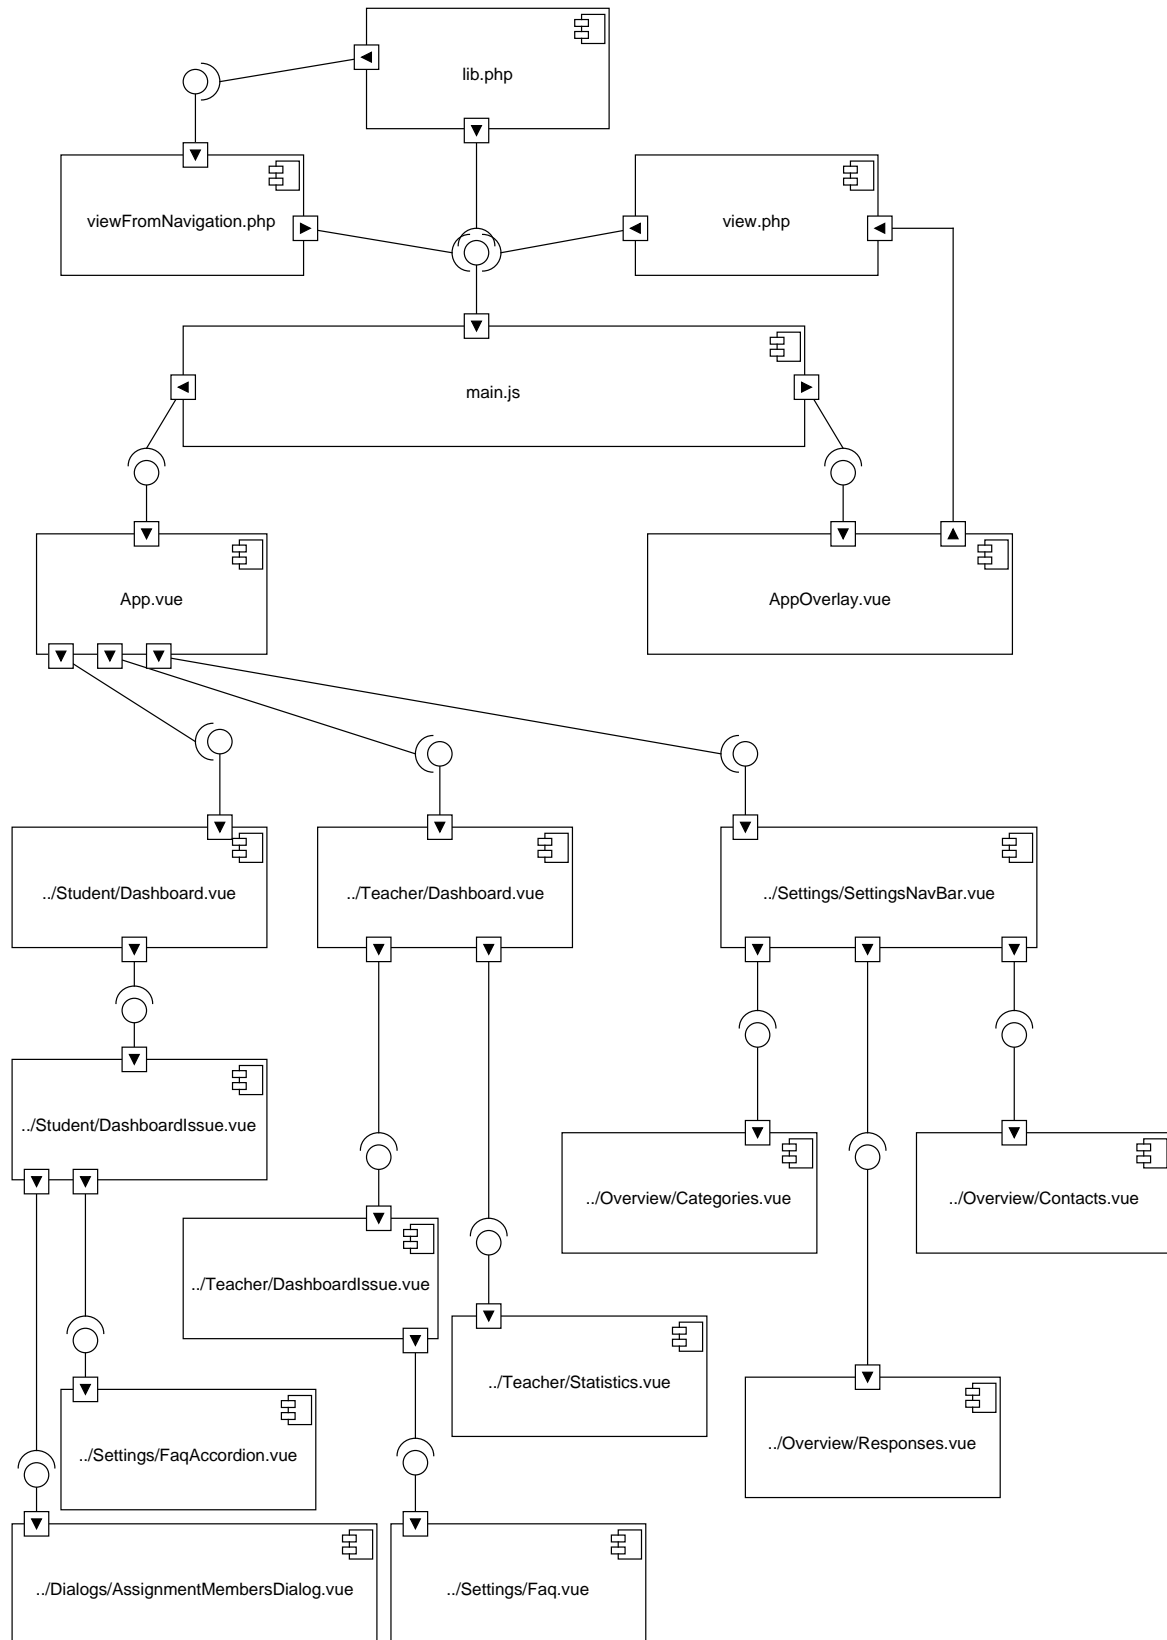 lib.php
viewFromNavigation.php
view.php
main.js
App.vue
AppOverlay.vue
../Student/Dashboard.vue
../Teacher/Dashboard.vue
../Settings/SettingsNavBar.vue
../Student/DashboardIssue.vue
../Overview/Categories.vue
../Overview/Contacts.vue
../Teacher/DashboardIssue.vue
../Teacher/Statistics.vue
../Overview/Responses.vue
../Settings/FaqAccordion.vue
../Dialogs/AssignmentMembersDialog.vue
../Settings/Faq.vue